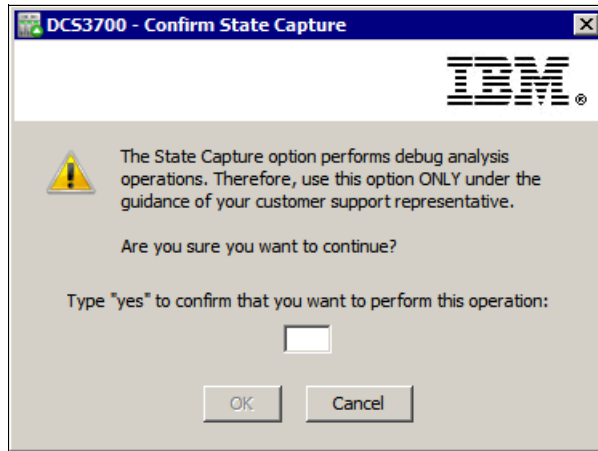 DCS3700 - Confirm State Capture
IBM®
The State Capture option performs debug analysis
operations. Therefore, use this option ONLY under the
guidance of your customer support representative.
Are you sure you want to continue?
Type "yes" to confirm that you want to perform this operation:
OK Cancel